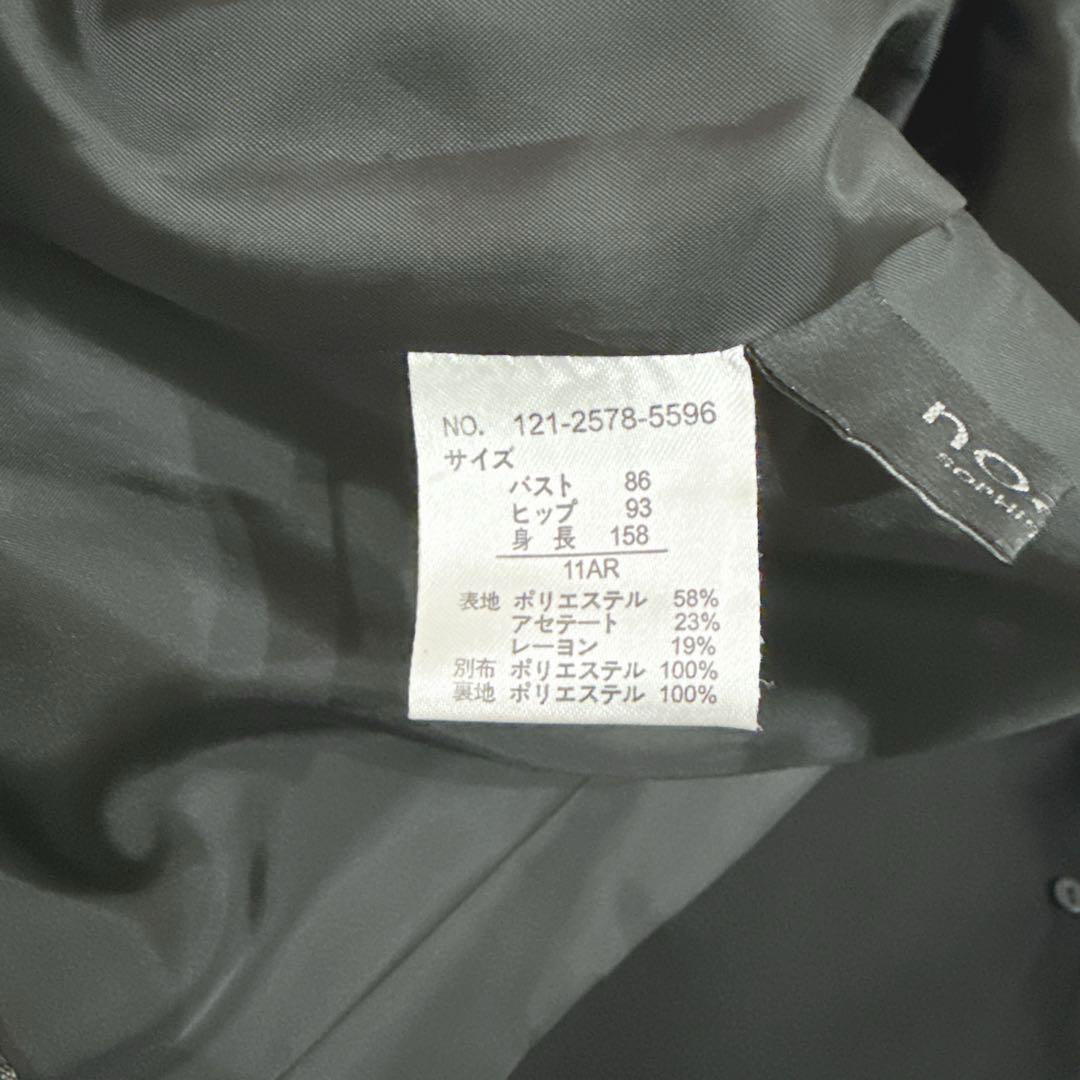 NO. 121-2578-5596
サイズ
バスト 86
ヒップ 93
身長 158
11AR
表地 ポリエステル 58%
アセテート 23%
レーヨン 19%
別布 ポリエステル 100%
裏地 ポリエステル 100%